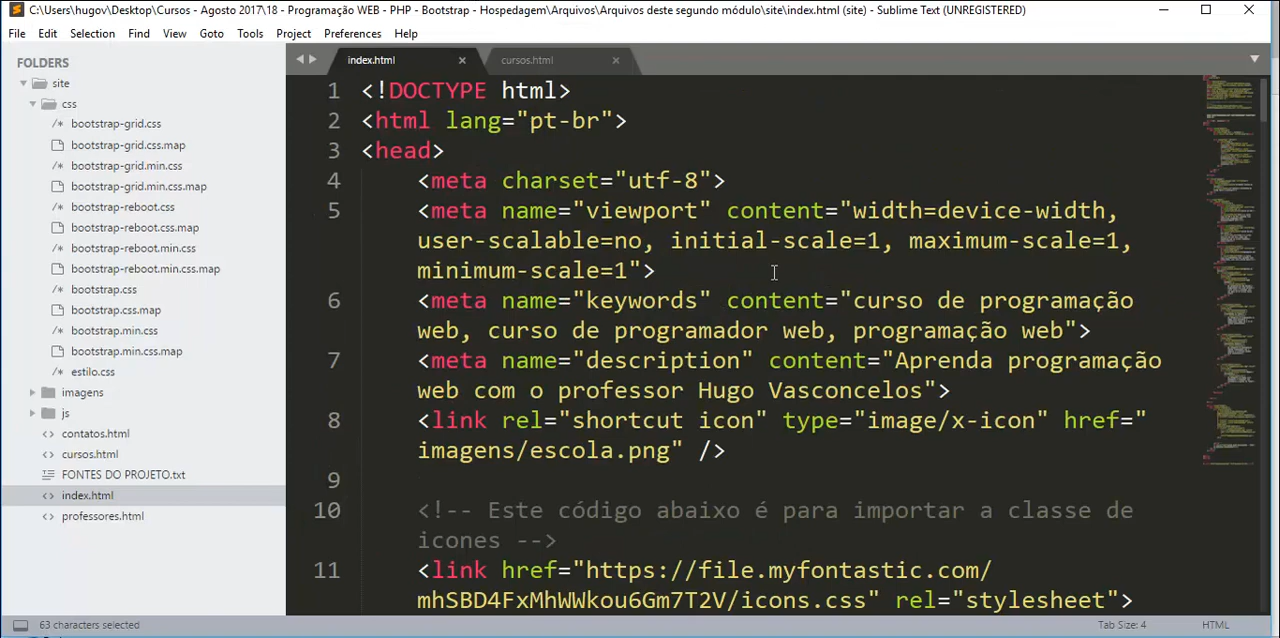 C:\Users\hugov\Desktop\Cursos - Agosto 2017\18 - Programação WEB - PHP - Bootstrap - Hospedagem\Arquivos\Arquivos deste segundo módulo\site\index.html (site) - Sublime Text (UNREGISTERED)
File Edit Selection Find View Goto Tools Project Preferences Help
FOLDERS
site
css
/* bootstrap-grid.css
bootstrap-grid.css.map
/* bootstrap-grid.min.css
bootstrap-grid.min.css.map
/* bootstrap-reboot.css
bootstrap-reboot.css.map
/* bootstrap-reboot.min.css
bootstrap-reboot.min.css.map
/* bootstrap.css
bootstrap.css.map
/* bootstrap.min.css
bootstrap.min.css.map
/* estilo.css
imagens
js
<> contatos.html
<> cursos.html
FONTES DO PROJETO.txt
<> index.html
<> professores.html
index.html × cursos.html ×
1 <!DOCTYPE html>
2 <html lang="pt-br">
3 <head>
4 <meta charset="utf-8">
5 <meta name="viewport" content="width=device-width,
user-scalable=no, initial-scale=1, maximum-scale=1,
minimum-scale=1">
6 <meta name="keywords" content="curso de programação
web, curso de programador web, programação web">
7 <meta name="description" content="Aprenda programação
web com o professor Hugo Vasconcelos">
8 <link rel="shortcut icon" type="image/x-icon" href="
imagens/escola.png" />
9
10 <!-- Este código abaixo é para importar a classe de
icones -->
11 <link href="https://file.myfontastic.com/
mhSBD4FxMhWWkou6Gm7T2V/icons.css" rel="stylesheet">
63 characters selected Tab Size: 4 HTML